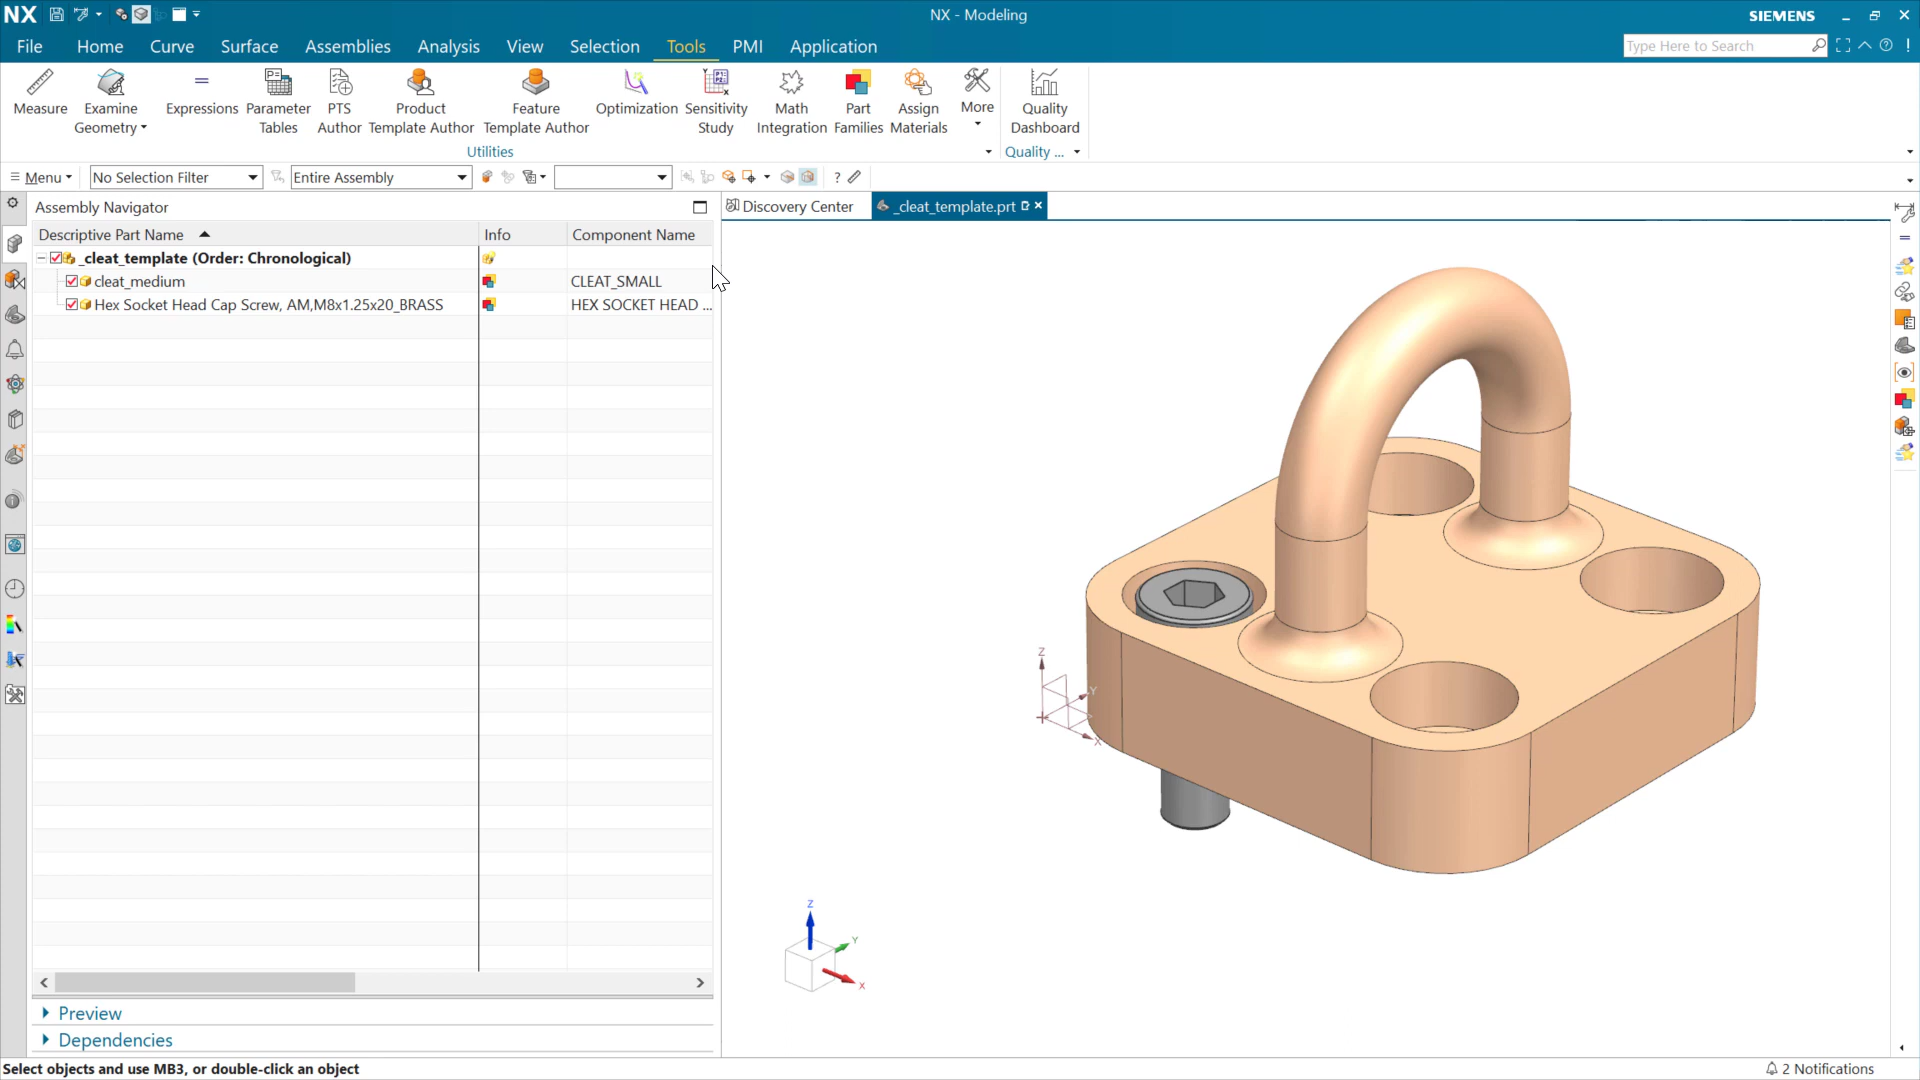 NX
NX - Modeling
SIEMENS
File Home Curve Surface Assemblies Analysis View Selection Tools PMI Application
Type Here to Search
Measure
Examine
Geometry
Expressions
Parameter
Tables
PTS
Author
Product
Template Author
Feature
Template Author
Optimization
Sensitivity
Study
Math
Integration
Part
Families
Assign
Materials
More
Quality
Dashboard
Utilities
Quality ...
Menu
No Selection Filter
Entire Assembly
Assembly Navigator
Discovery Center
_cleat_template.prt
Descriptive Part Name Info Component Name
_cleat_template (Order: Chronological)
cleat_medium CLEAT_SMALL
Hex Socket Head Cap Screw, AM,M8x1.25x20_BRASS HEX SOCKET HEAD ...
Z
Y
X
Z
Y
X
Preview
Dependencies
Select objects and use MB3, or double-click an object
2 Notifications